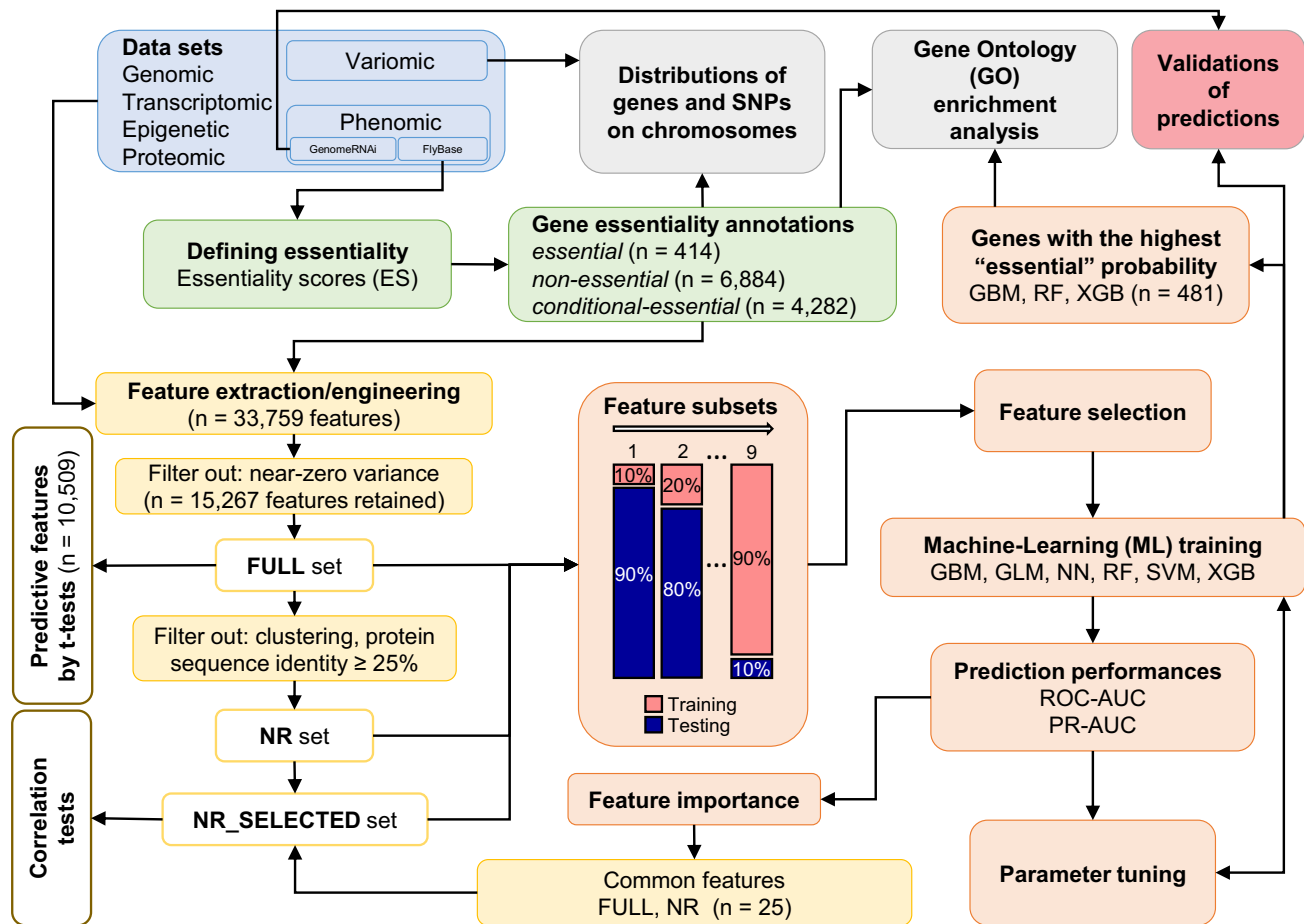 Data sets
Genomic
Transcriptomic
Epigenetic
Proteomic
Variomic
Phenomic
GenomeRNAi
FlyBase
Distributions of
genes and SNPs
on chromosomes
Gene Ontology
(GO)
enrichment
analysis
Validations
of
predictions
Defining essentiality
Essentiality scores (ES)
Gene essentiality annotations
essential (n = 414)
non-essential (n = 6,884)
conditional-essential (n = 4,282)
Genes with the highest
“essential” probability
GBM, RF, XGB (n = 481)
Feature extraction/engineering
(n = 33,759 features)
Filter out: near-zero variance
(n = 15,267 features retained)
FULL set
Filter out: clustering, protein
sequence identity ≥ 25%
NR set
NR_SELECTED set
Predictive features
by t-tests (n = 10,509)
Correlation
tests
Feature subsets
1 2 ... 9
10%
20%
90%
90%
80%
...
10%
Training
Testing
Feature selection
Machine-Learning (ML) training
GBM, GLM, NN, RF, SVM, XGB
Prediction performances
ROC-AUC
PR-AUC
Feature importance
Parameter tuning
Common features
FULL, NR (n = 25)